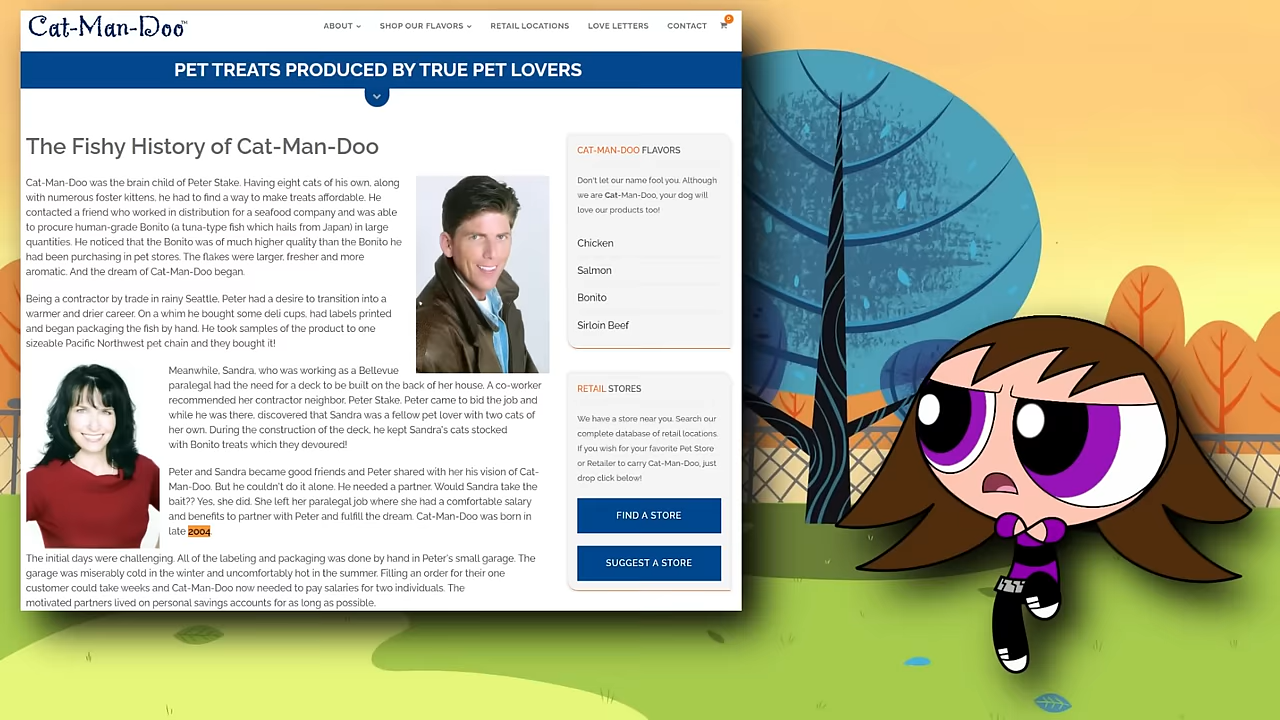 Cat-Man-Doo™
ABOUT
SHOP OUR FLAVORS
RETAIL LOCATIONS
LOVE LETTERS
CONTACT
0
PET TREATS PRODUCED BY TRUE PET LOVERS
The Fishy History of Cat-Man-Doo
Cat-Man-Doo was the brain child of Peter Stake. Having eight cats of his own, along
with numerous foster kittens, he had to find a way to make treats affordable. He
contacted a friend who worked in distribution for a seafood company and was able
to procure human-grade Bonito (a tuna-type fish which hails from Japan) in large
quantities. He noticed that the Bonito was of much higher quality than the Bonito he
had been purchasing in pet stores. The flakes were larger, fresher and more
aromatic. And the dream of Cat-Man-Doo began.
Being a contractor by trade in rainy Seattle, Peter had a desire to transition into a
warmer and drier career. On a whim he bought some deli cups, had labels printed
and began packaging the fish by hand. He took samples of the product to one
sizeable Pacific Northwest pet chain and they bought it!
Meanwhile, Sandra, who was working as a Bellevue
paralegal had the need for a deck to be built on the back of her house. A co-worker
recommended her contractor neighbor, Peter Stake. Peter came to bid the job and
while he was there, discovered that Sandra was a fellow pet lover with two cats of
her own. During the construction of the deck, he kept Sandra's cats stocked
with Bonito treats which they devoured!
Peter and Sandra became good friends and Peter shared with her his vision of Cat-
Man-Doo. But he couldn't do it alone. He needed a partner. Would Sandra take the
bait?? Yes, she did. She left her paralegal job where she had a comfortable salary
and benefits to partner with Peter and fulfill the dream. Cat-Man-Doo was born in
late 2004.
The initial days were challenging. All of the labeling and packaging was done by hand in Peter's small garage. The
garage was miserably cold in the winter and uncomfortably hot in the summer. Filling an order for their one
customer could take weeks and Cat-Man-Doo now needed to pay salaries for two individuals. The
motivated partners lived on personal savings accounts for as long as possible.
CAT-MAN-DOO FLAVORS
Don't let our name fool you. Although
we are Cat-Man-Doo, your dog will
love our products too!
Chicken
Salmon
Bonito
Sirloin Beef
RETAIL STORES
We have a store near you. Search our
complete database of retail locations.
If you wish for your favorite Pet Store
or Retailer to carry Cat-Man-Doo, just
drop click below!
FIND A STORE
SUGGEST A STORE